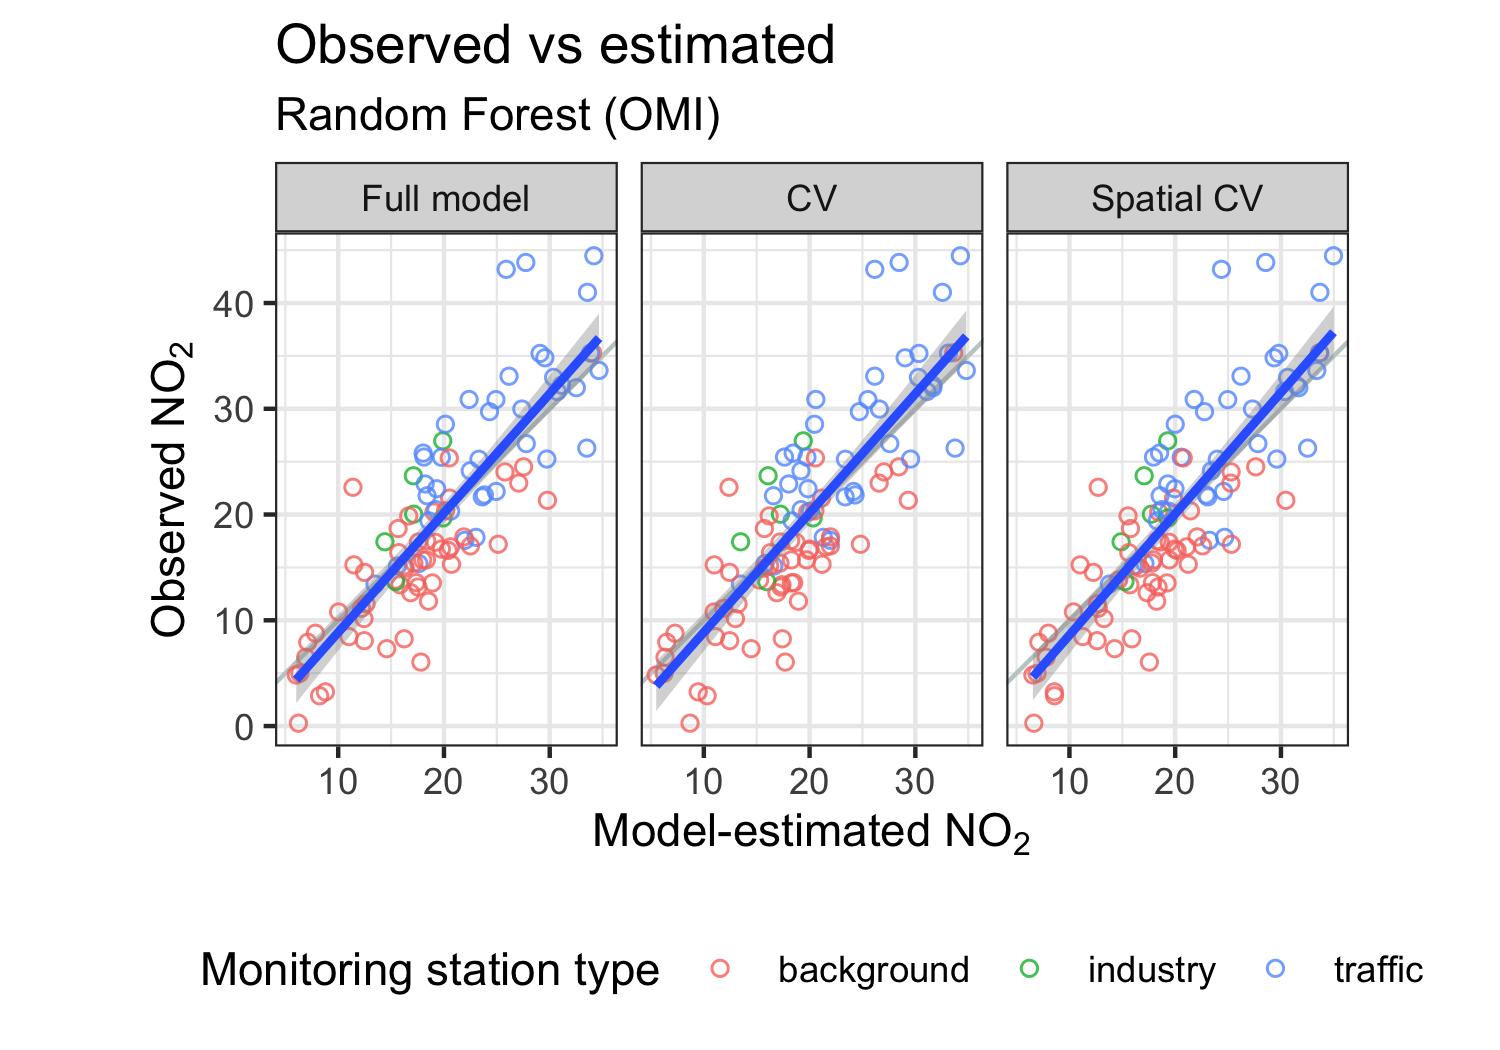 Observed vs estimated
Random Forest (OMI)
Full model CV Spatial CV
Observed NO₂
40
30
20
10
0
10 20 30 10 20 30 10 20 30
Model-estimated NO₂
Monitoring station type background industry traffic